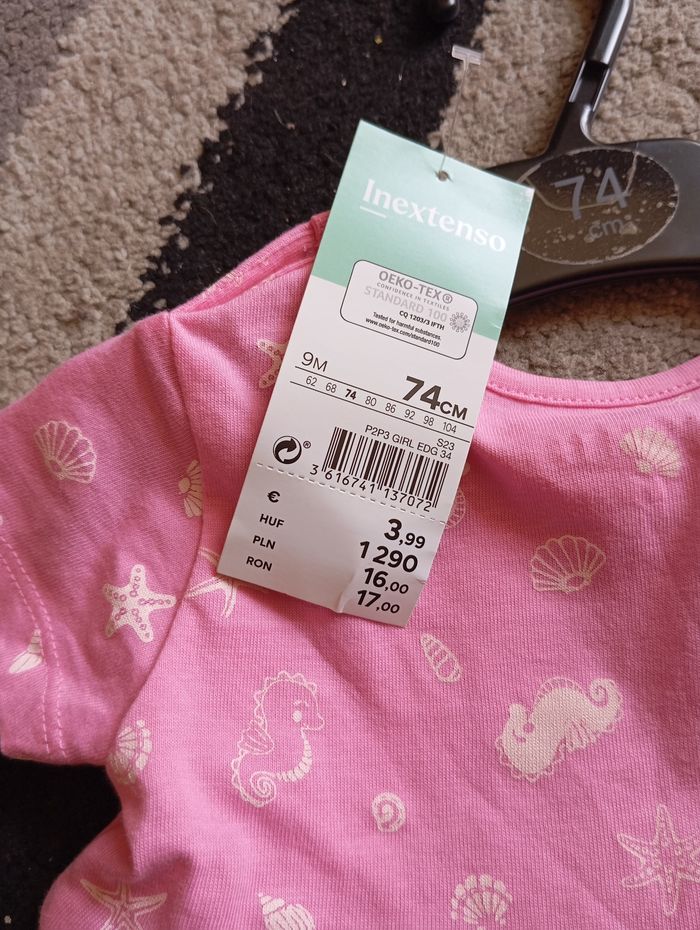 74
cm
Inextenso
OEKO-TEX®
CONFIDENCE IN TEXTILES
STANDARD 100
CQ 1203/3 IFTH
Tested for harmful substances.
www.oeko-tex.com/standard100
9M 74CM
62 68 74 80 86 92 98 104
S23
P2P3 GIRL EDG 34
®
3 616741 137072
€ 3,99
HUF 1 290
PLN 16,00
RON 17,00